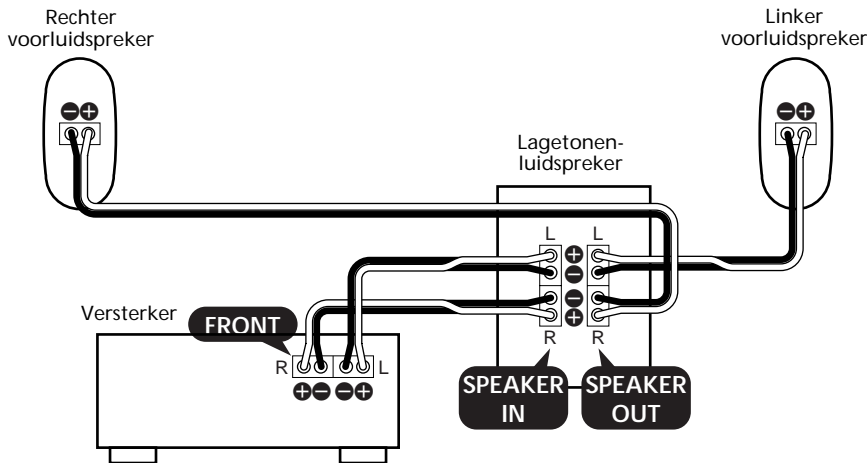 Rechter
voorluidspreker
Linker
voorluidspreker
Lagetonen-
luidspreker
L L
R R
Versterker
FRONT
R L
SPEAKER
IN
SPEAKER
OUT